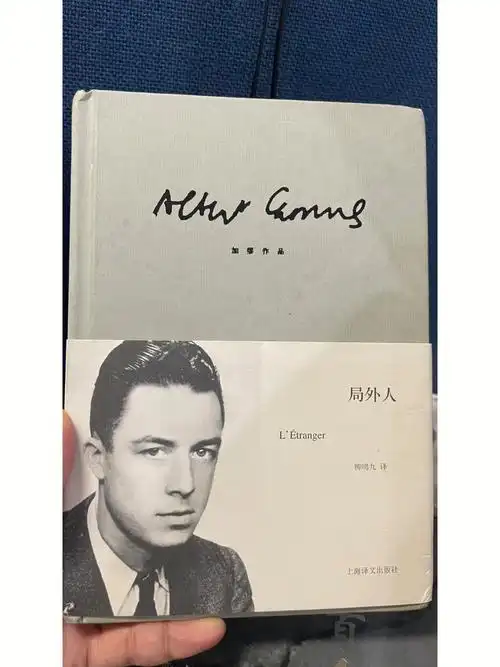 Albert Camus
加缪作品
局外人
L'Étranger
柳鸣九 译
上海译文出版社